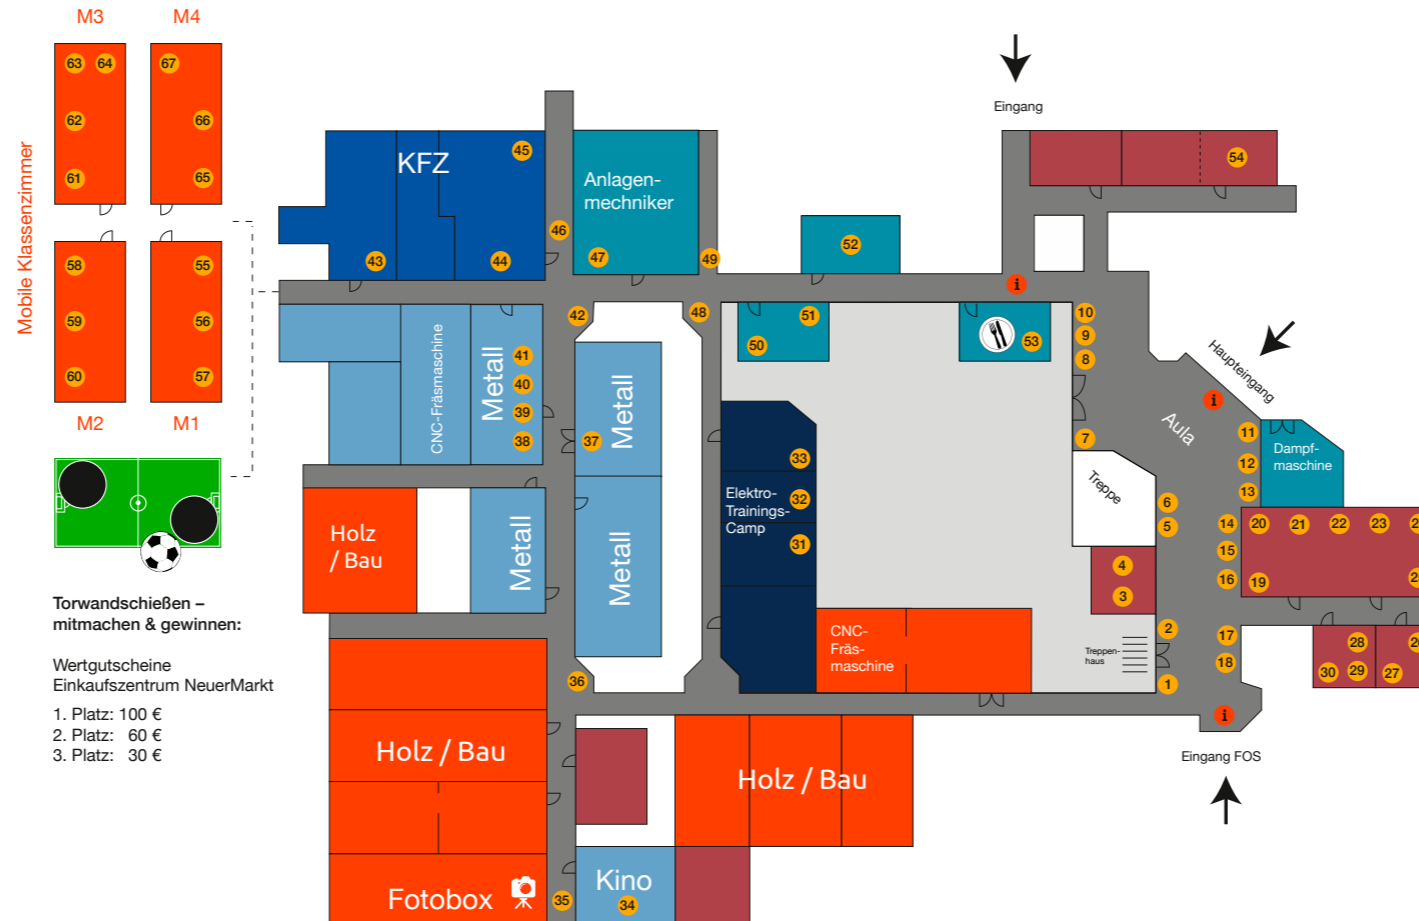 M3
M4
63
64
67
62
66
61
65
Mobile Klassenzimmer
58
55
59
56
60
57
M2
M1
Torwandschießen –
mitmachen & gewinnen:
Wertgutscheine
Einkaufszentrum NeuerMarkt
1. Platz: 100 €
2. Platz: 60 €
3. Platz: 30 €
KFZ
45
43
44
46
Anlagen-
mechniker
47
49
52
Eingang
54
i
42
48
51
50
53
10
9
8
7
CNC-Fräsmaschine
Metall
41
40
39
38
37
Metall
Haupteingang
i
Aula
11
12
13
Dampf-
maschine
Treppe
6
5
Elektro-
Trainings-
Camp
33
32
31
14
15
16
20
21
22
23
19
4
3
Holz
/ Bau
Metall
Metall
CNC-
Fräs-
maschine
2
Treppen-
haus
1
17
18
28
30
29
27
i
Eingang FOS
36
Holz / Bau
Holz / Bau
Fotobox
35
Kino
34